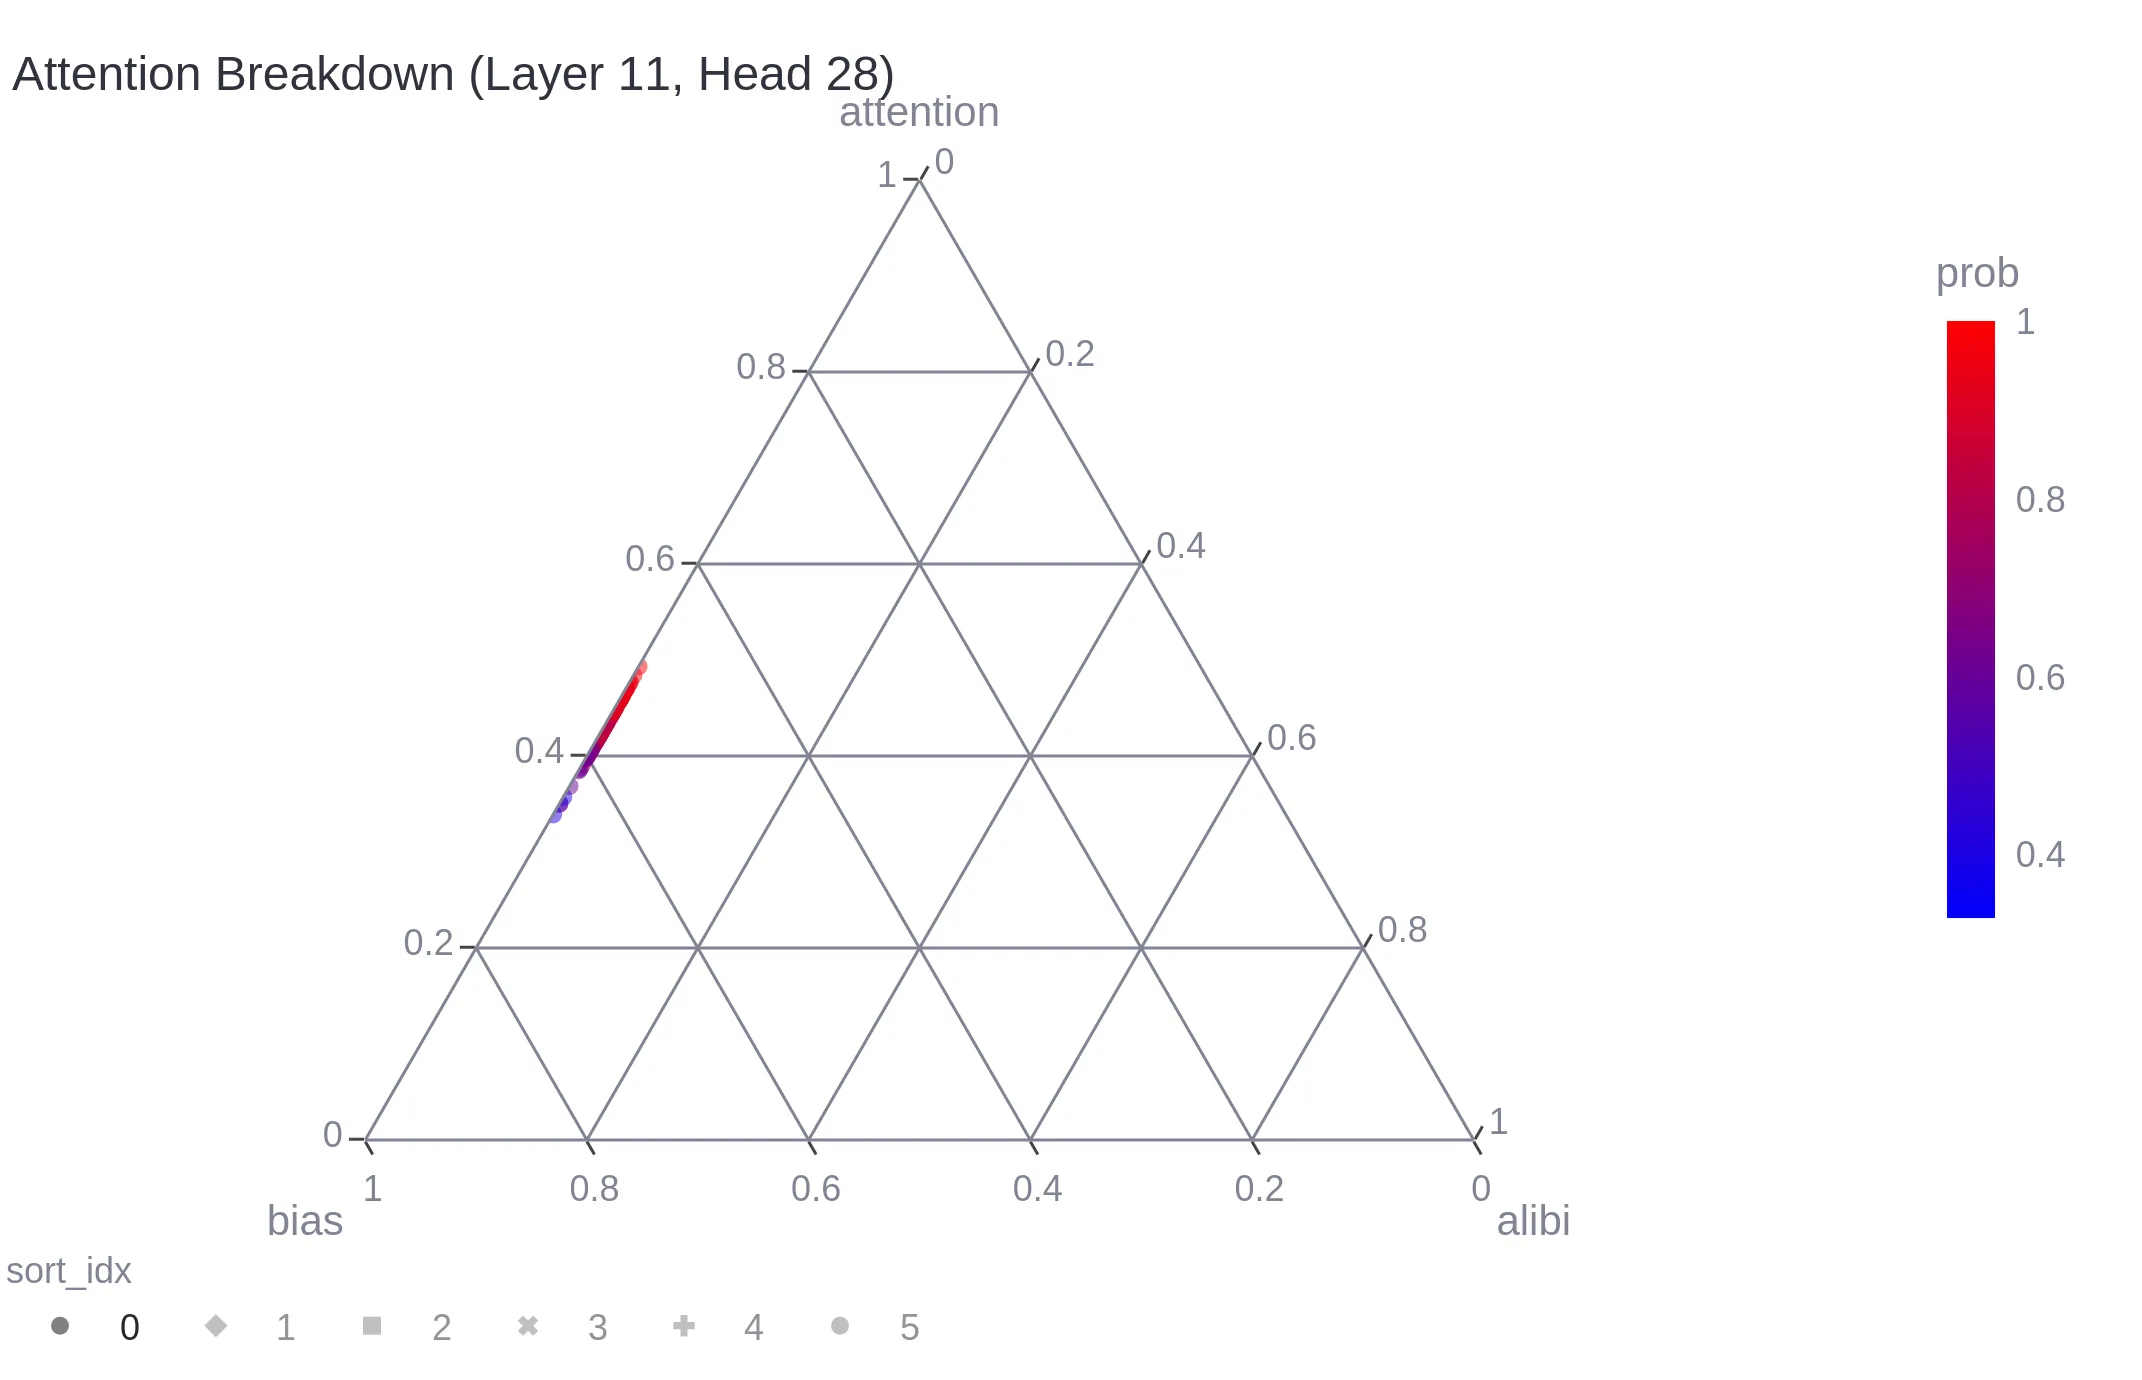 Attention Breakdown (Layer 11, Head 28)
attention
1 0
0.8 0.2
0.6 0.4
0.4 0.6
0.2 0.8
0 1
1 0.8 0.6 0.4 0.2 0
bias alibi
prob
1
0.8
0.6
0.4
sort_idx
0 1 2 3 4 5